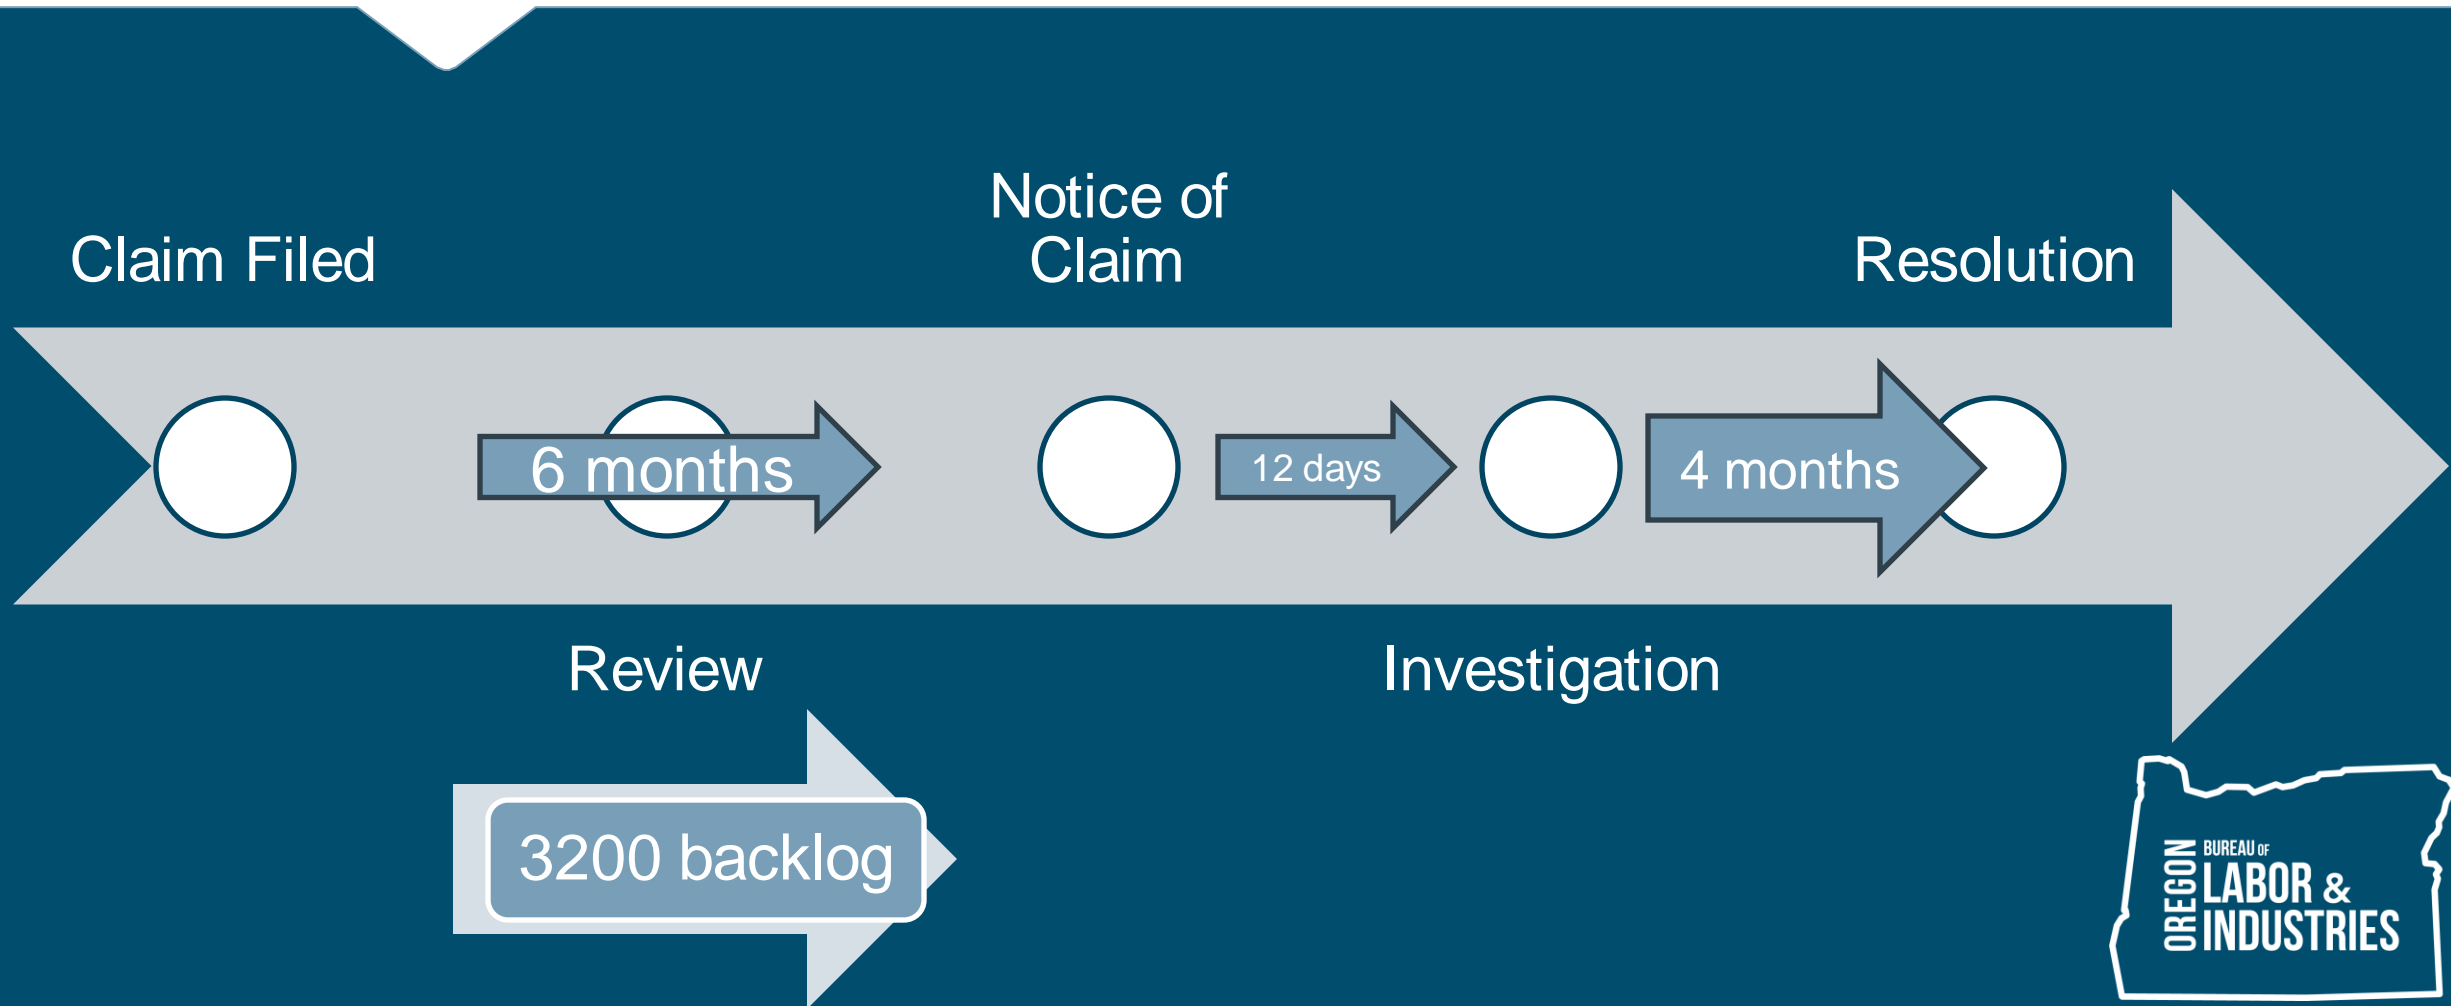 Claim Filed
Notice of
Claim
Resolution
6 months
12 days
4 months
Review
Investigation
3200 backlog
OREGON
BUREAU OF
LABOR &
INDUSTRIES